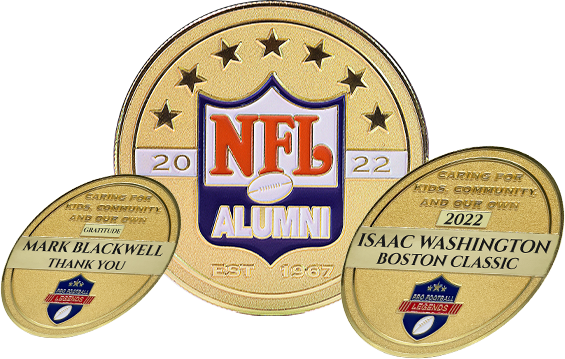 20 22
NFL
ALUMNI
EST 1967
CARING FOR
KIDS, COMMUNITY
AND OUR OWN
GRATITUDE
MARK BLACKWELL
THANK YOU
PRO FOOTBALL
LEGENDS
CARING FOR
KIDS, COMMUNITY
AND OUR OWN
2022
ISAAC WASHINGTON
BOSTON CLASSIC
PRO FOOTBALL
LEGENDS